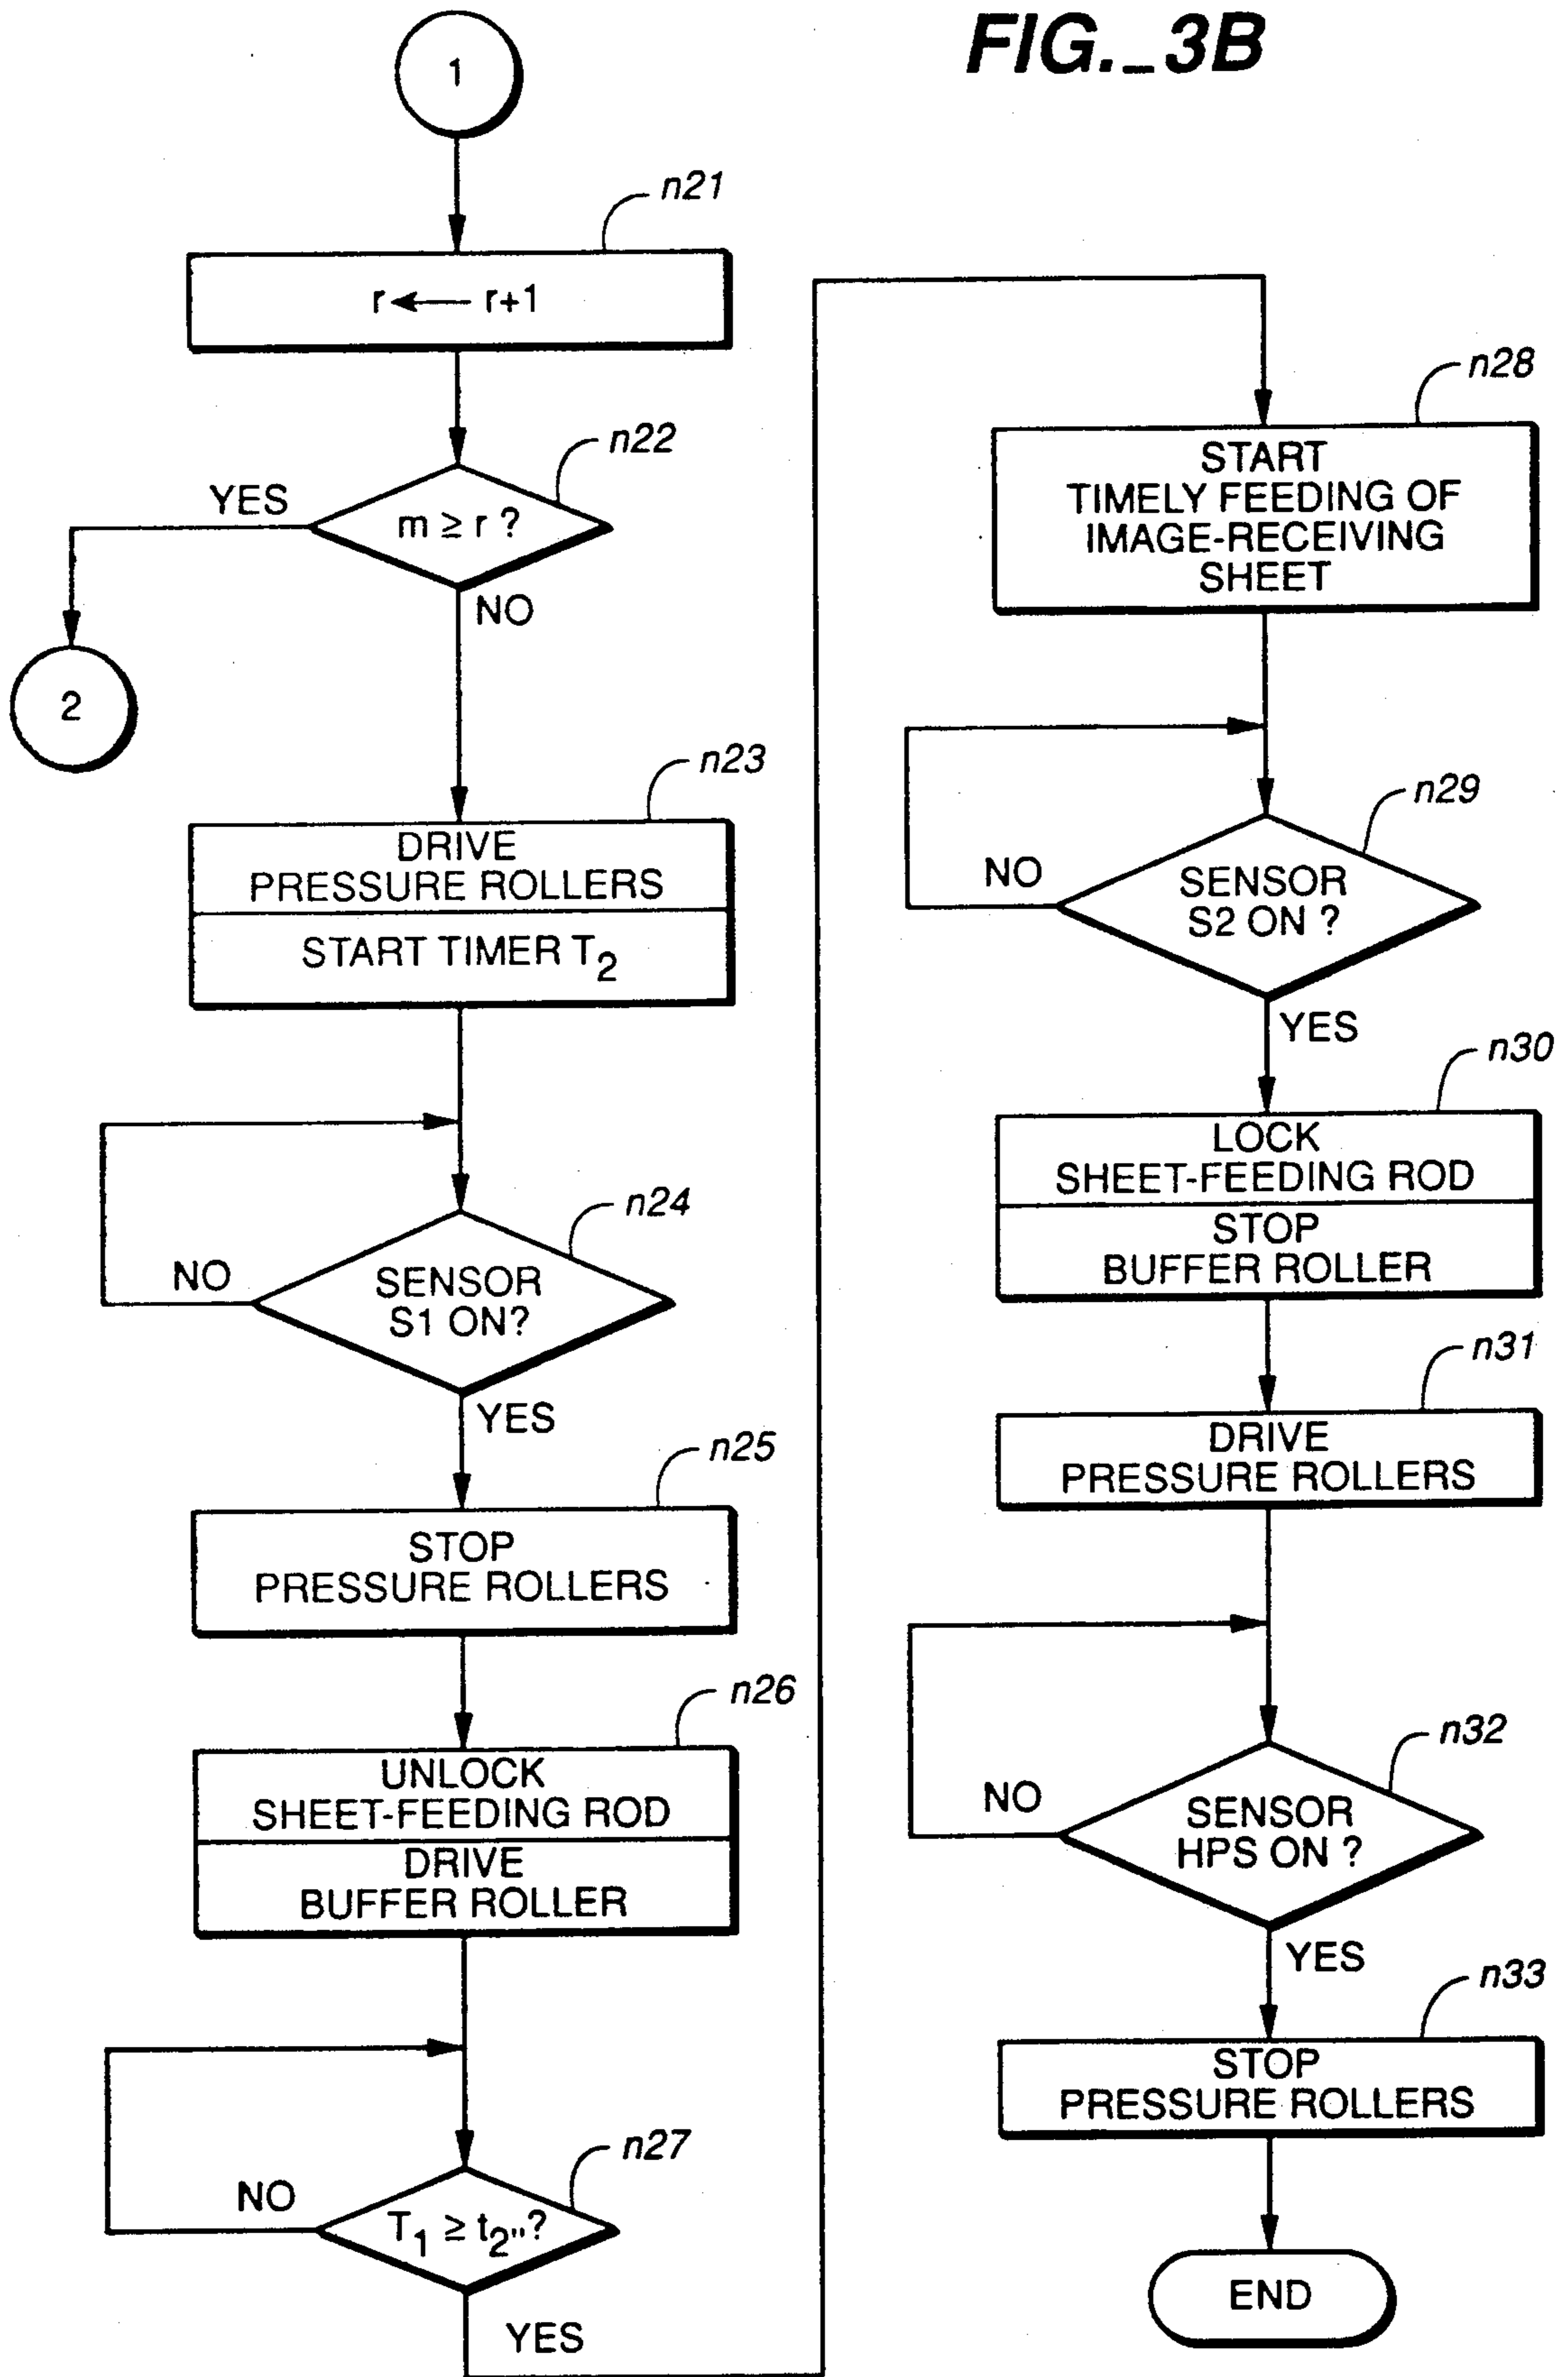 FIG._3B
1
n21
r ← r+1
n22
YES
m ≥ r ?
NO
2
n23
DRIVE
PRESSURE ROLLERS
START TIMER T2
n24
NO
SENSOR
S1 ON?
YES
n25
STOP
PRESSURE ROLLERS
n26
UNLOCK
SHEET-FEEDING ROD
DRIVE
BUFFER ROLLER
n27
NO
T1 ≥ t2"?
YES
n28
START
TIMELY FEEDING OF
IMAGE-RECEIVING
SHEET
n29
NO
SENSOR
S2 ON ?
YES
n30
LOCK
SHEET-FEEDING ROD
STOP
BUFFER ROLLER
n31
DRIVE
PRESSURE ROLLERS
n32
NO
SENSOR
HPS ON ?
YES
n33
STOP
PRESSURE ROLLERS
END